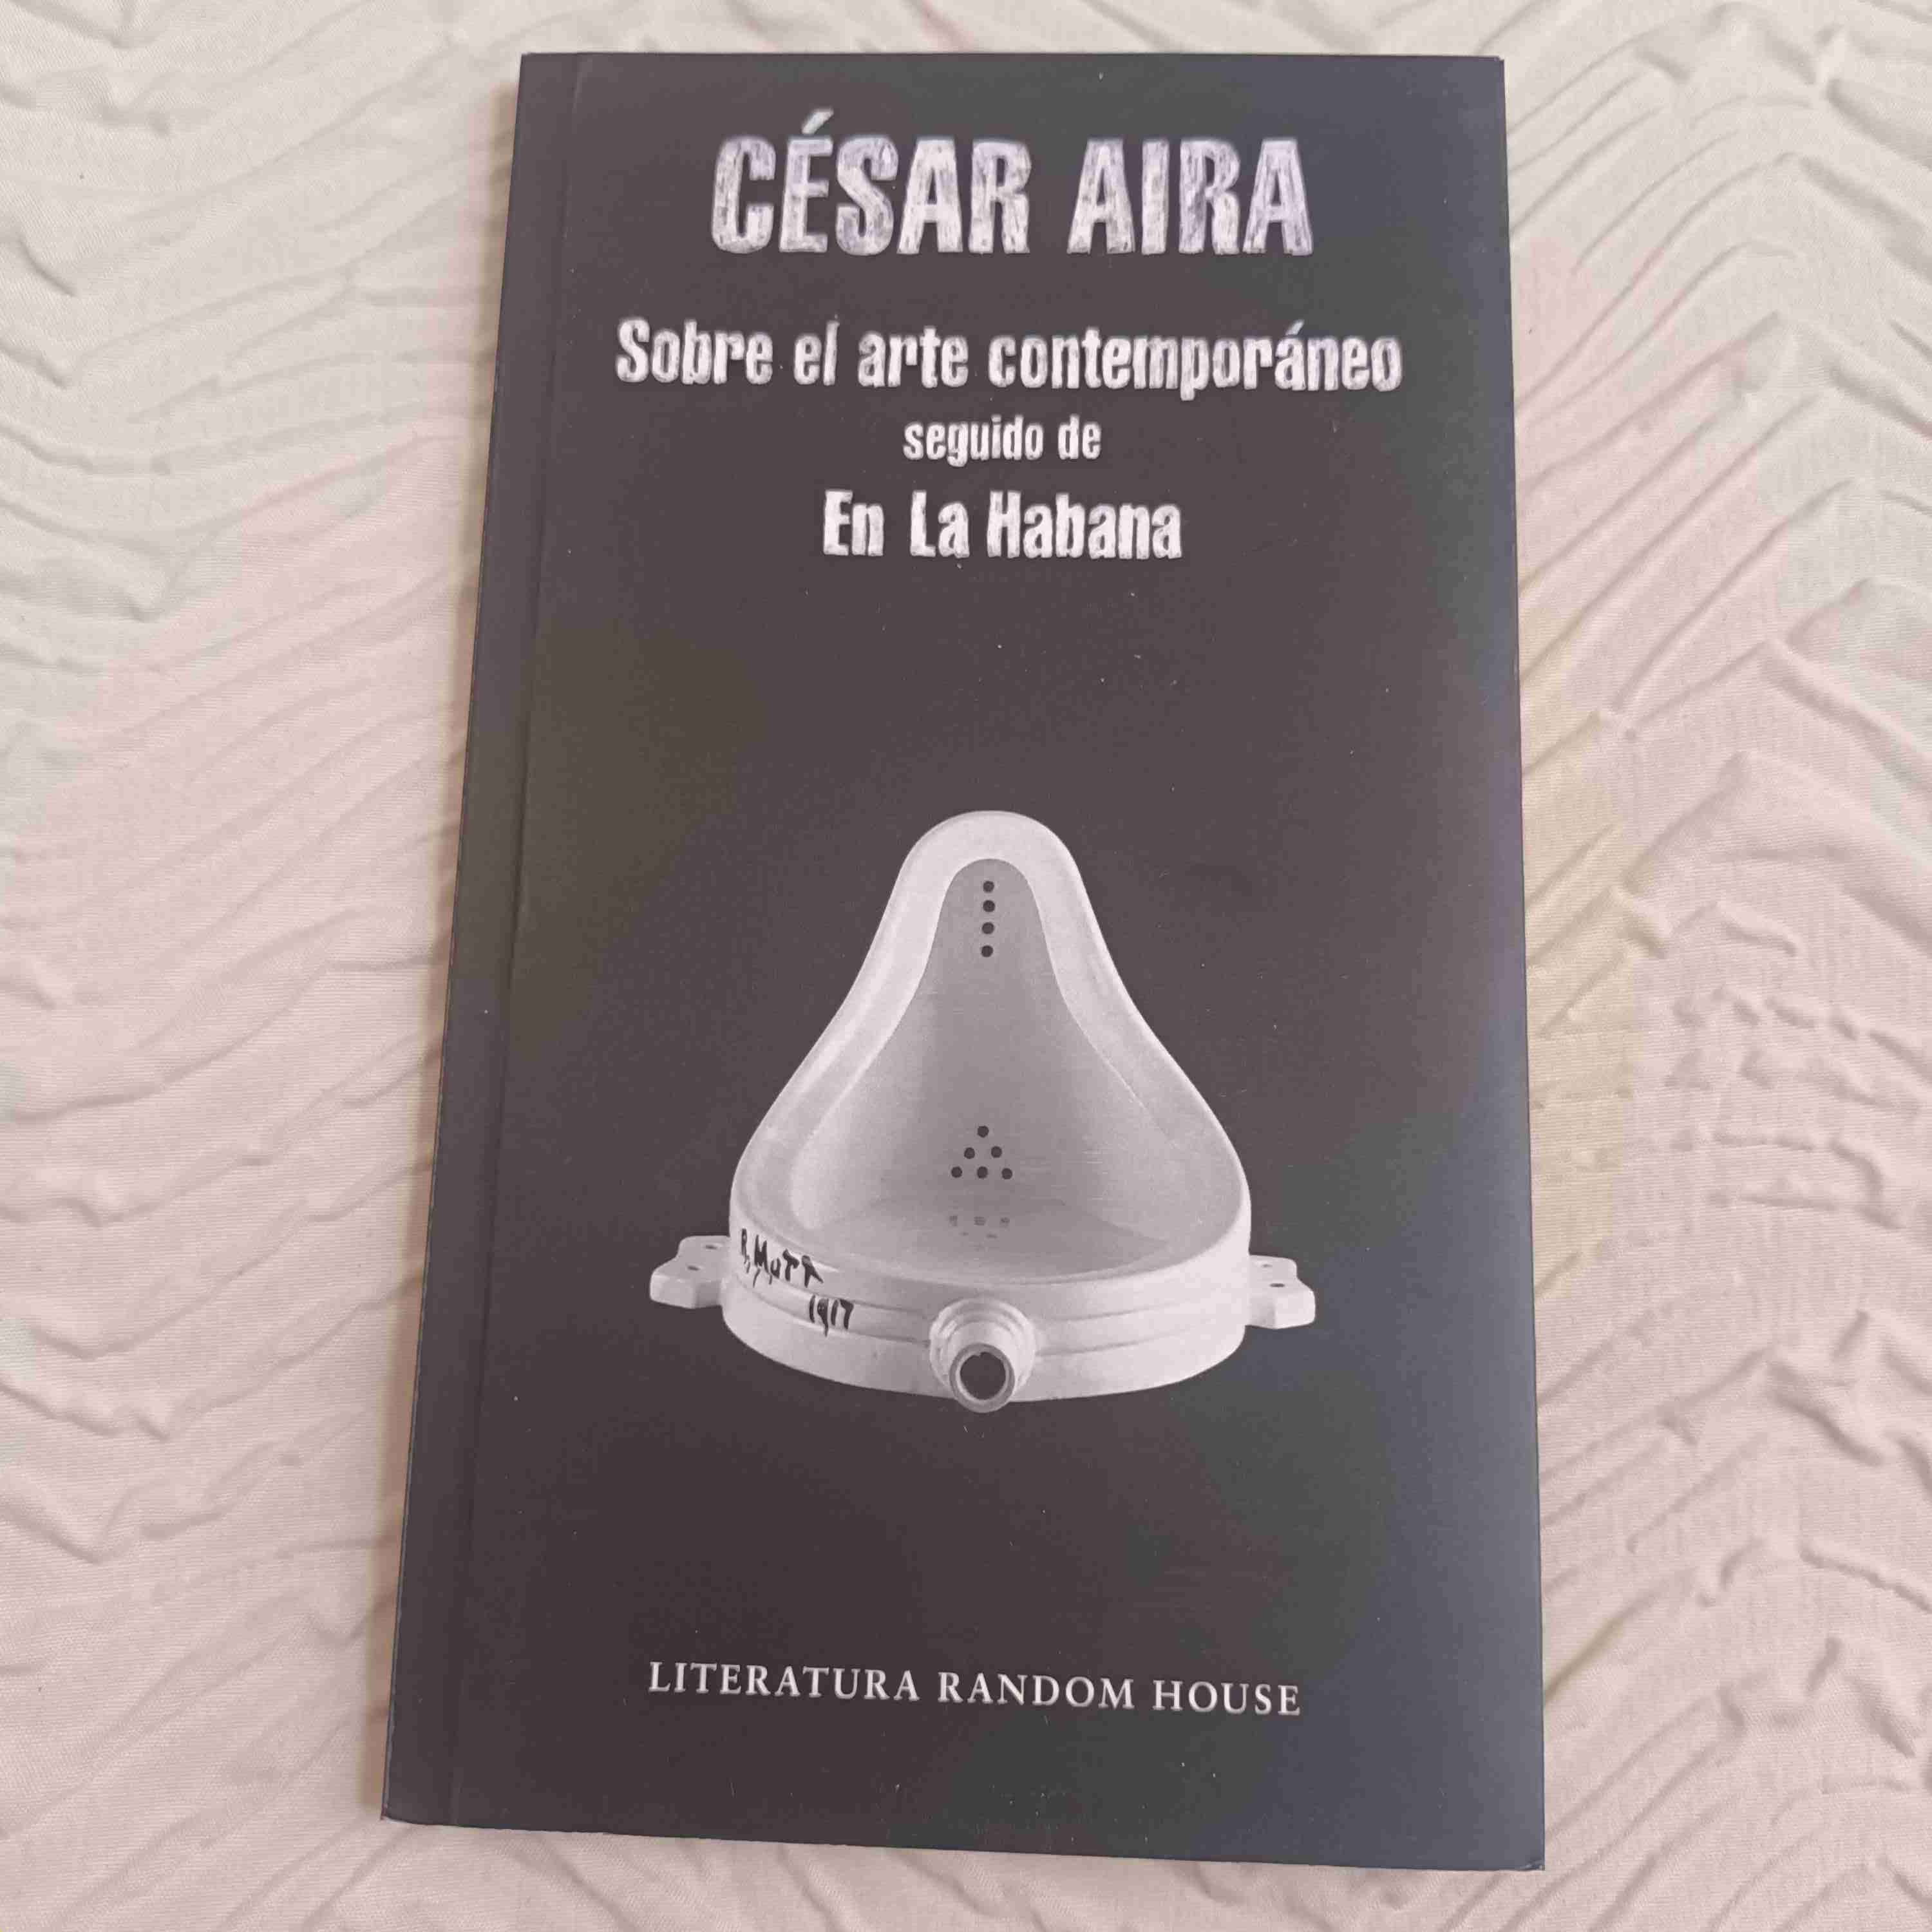 CÉSAR AIRA
Sobre el arte contemporáneo
seguido de
En La Habana
R. MUTT
1917
LITERATURA RANDOM HOUSE